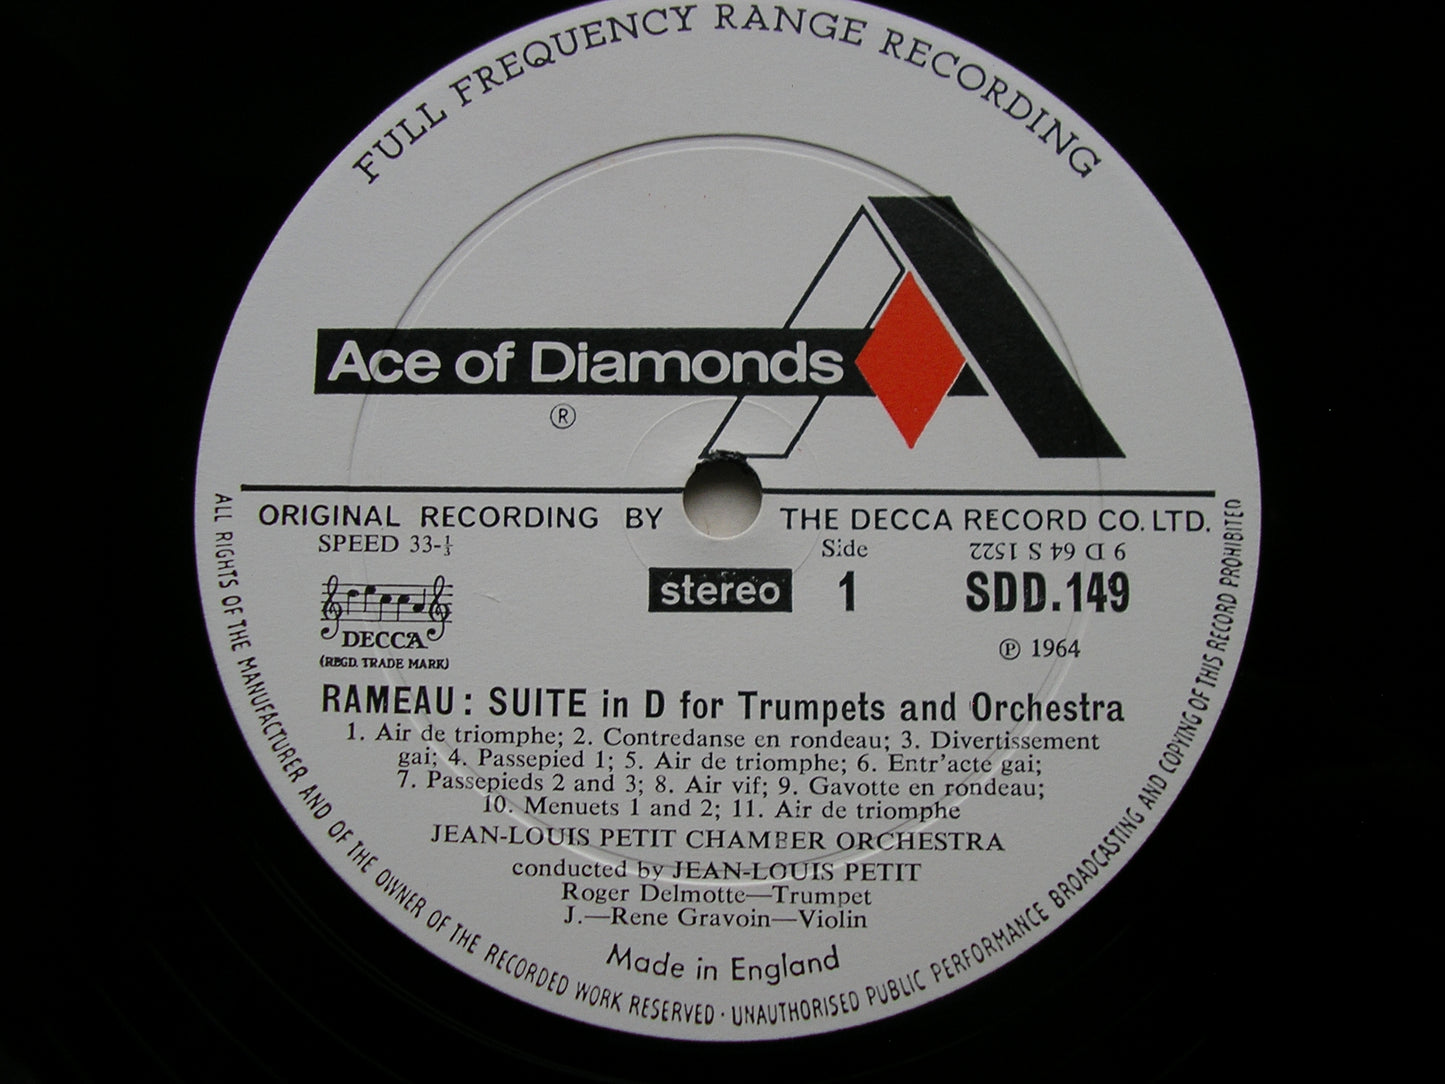 FULL FREQUENCY RANGE RECORDING
Ace of Diamonds
®
ORIGINAL RECORDING BY THE DECCA RECORD CO. LTD.
SPEED 33-⅓ Side 9 D 64 S 1522
stereo 1 SDD.149
DECCA
(REGD. TRADE MARK)
℗ 1964
RAMEAU: SUITE in D for Trumpets and Orchestra
1. Air de triomphe; 2. Contredanse en rondeau; 3. Divertissement
gai; 4. Passepied 1; 5. Air de triomphe; 6. Entr'acte gai;
7. Passepieds 2 and 3; 8. Air vif; 9. Gavotte en rondeau;
10. Menuets 1 and 2; 11. Air de triomphe
JEAN-LOUIS PETIT CHAMBER ORCHESTRA
conducted by JEAN-LOUIS PETIT
Roger Delmotte—Trumpet
J.—Rene Gravoin—Violin
Made in England
ALL RIGHTS OF THE MANUFACTURER AND OF THE OWNER OF THE RECORDED WORK RESERVED · UNAUTHORISED PUBLIC PERFORMANCE BROADCASTING AND COPYING OF THIS RECORD PROHIBITED